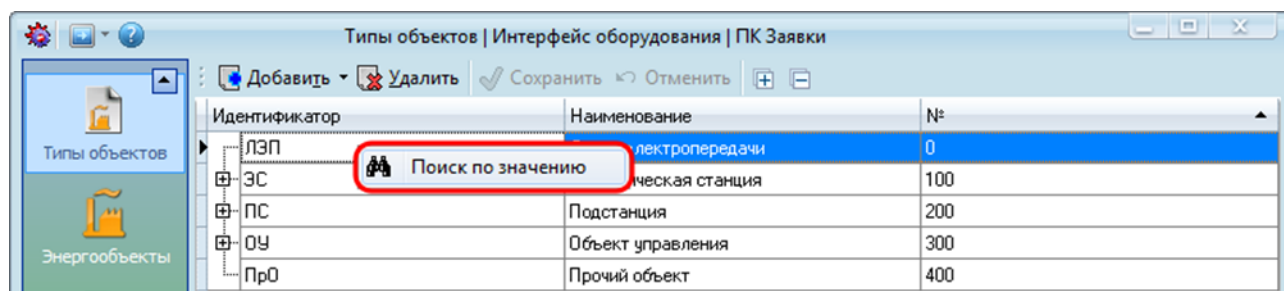 Типы объектов | Интерфейс оборудования | ПК Заявки
Добавить Удалить Сохранить Отменить
Идентификатор Наименование №
ЛЭП электропередачи 0
Поиск по значению
ЭС станция 100
ПС Подстанция 200
ОУ Объект управления 300
ПрО Прочий объект 400
Типы объектов
Энергообъекты